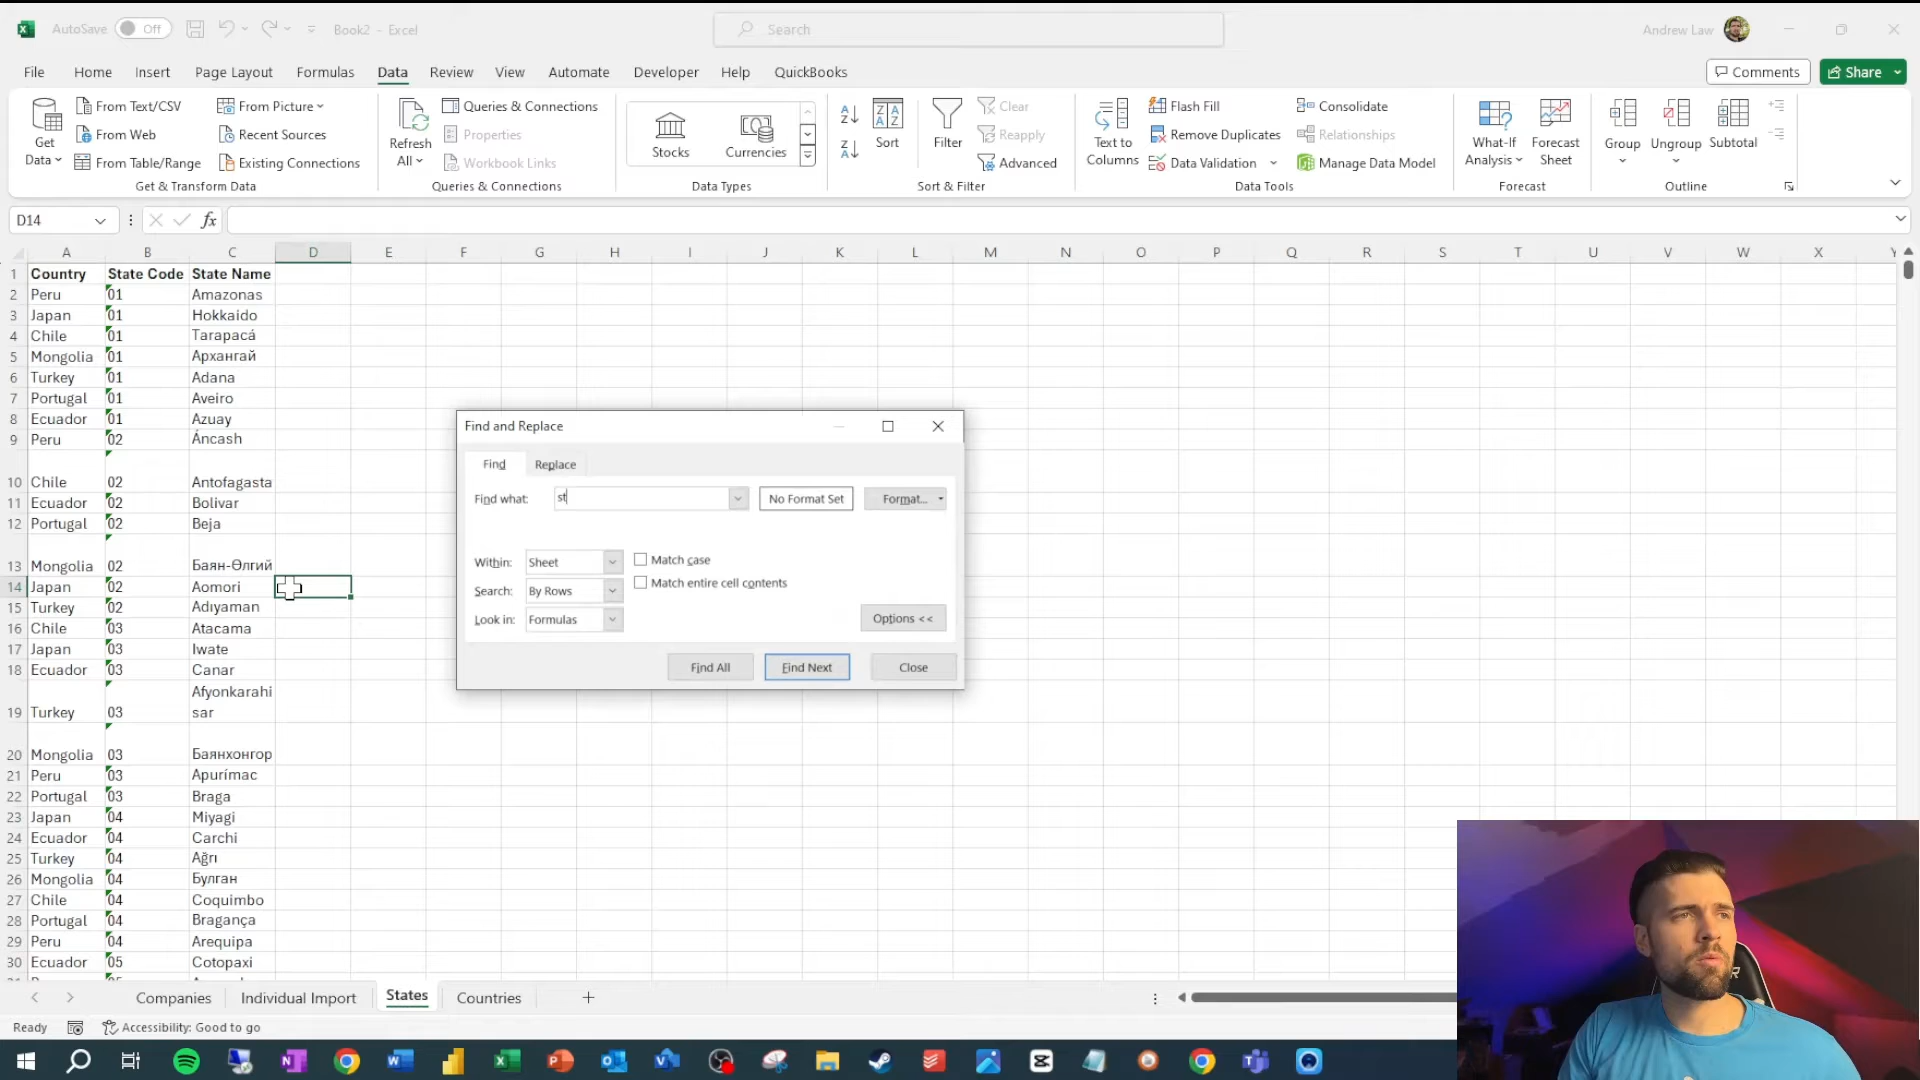 AutoSave Off Book2 - Excel Search Andrew Law
File Home Insert Page Layout Formulas Data Review View Automate Developer Help QuickBooks Comments Share
Get Data
From Text/CSV
From Web
From Table/Range
From Picture
Recent Sources
Existing Connections
Get & Transform Data
Refresh All
Queries & Connections
Properties
Workbook Links
Queries & Connections
Stocks Currencies
Data Types
Sort
Filter
Clear
Reapply
Advanced
Sort & Filter
Text to Columns
Flash Fill
Remove Duplicates
Data Validation
Consolidate
Relationships
Manage Data Model
Data Tools
What-If Analysis
Forecast Sheet
Forecast
Group Ungroup Subtotal
Outline
D14 fx
A B C D E F G H I J K L M N O P Q R S T U V W X Y
1 Country State Code State Name
2 Peru 01 Amazonas
3 Japan 01 Hokkaido
4 Chile 01 Tarapacá
5 Mongolia 01 Архангай
6 Turkey 01 Adana
7 Portugal 01 Aveiro
8 Ecuador 01 Azuay
9 Peru 02 Áncash
10 Chile 02 Antofagasta
11 Ecuador 02 Bolivar
12 Portugal 02 Beja
13 Mongolia 02 Баян-Өлгий
14 Japan 02 Aomori
15 Turkey 02 Adıyaman
16 Chile 03 Atacama
17 Japan 03 Iwate
18 Ecuador 03 Canar
Afyonkarahi
19 Turkey 03 sar
20 Mongolia 03 Баянхонгор
21 Peru 03 Apurímac
22 Portugal 03 Braga
23 Japan 04 Miyagi
24 Ecuador 04 Carchi
25 Turkey 04 Ağrı
26 Mongolia 04 Булган
27 Chile 04 Coquimbo
28 Portugal 04 Bragança
29 Peru 04 Arequipa
30 Ecuador 05 Cotopaxi
Find and Replace
Find Replace
Find what: st No Format Set Format...
Within: Sheet Match case
Search: By Rows Match entire cell contents
Look in: Formulas Options <<
Find All Find Next Close
Companies Individual Import States Countries
Ready Accessibility: Good to go